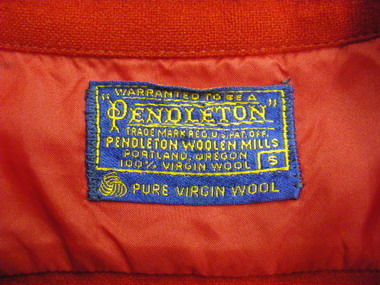 WARRANTED TO BE A
"PENDLETON"
TRADE MARK REG. U.S. PAT. OFF.
PENDLETON WOOLEN MILLS
PORTLAND, OREGON
100% VIRGIN WOOL S
PURE VIRGIN WOOL